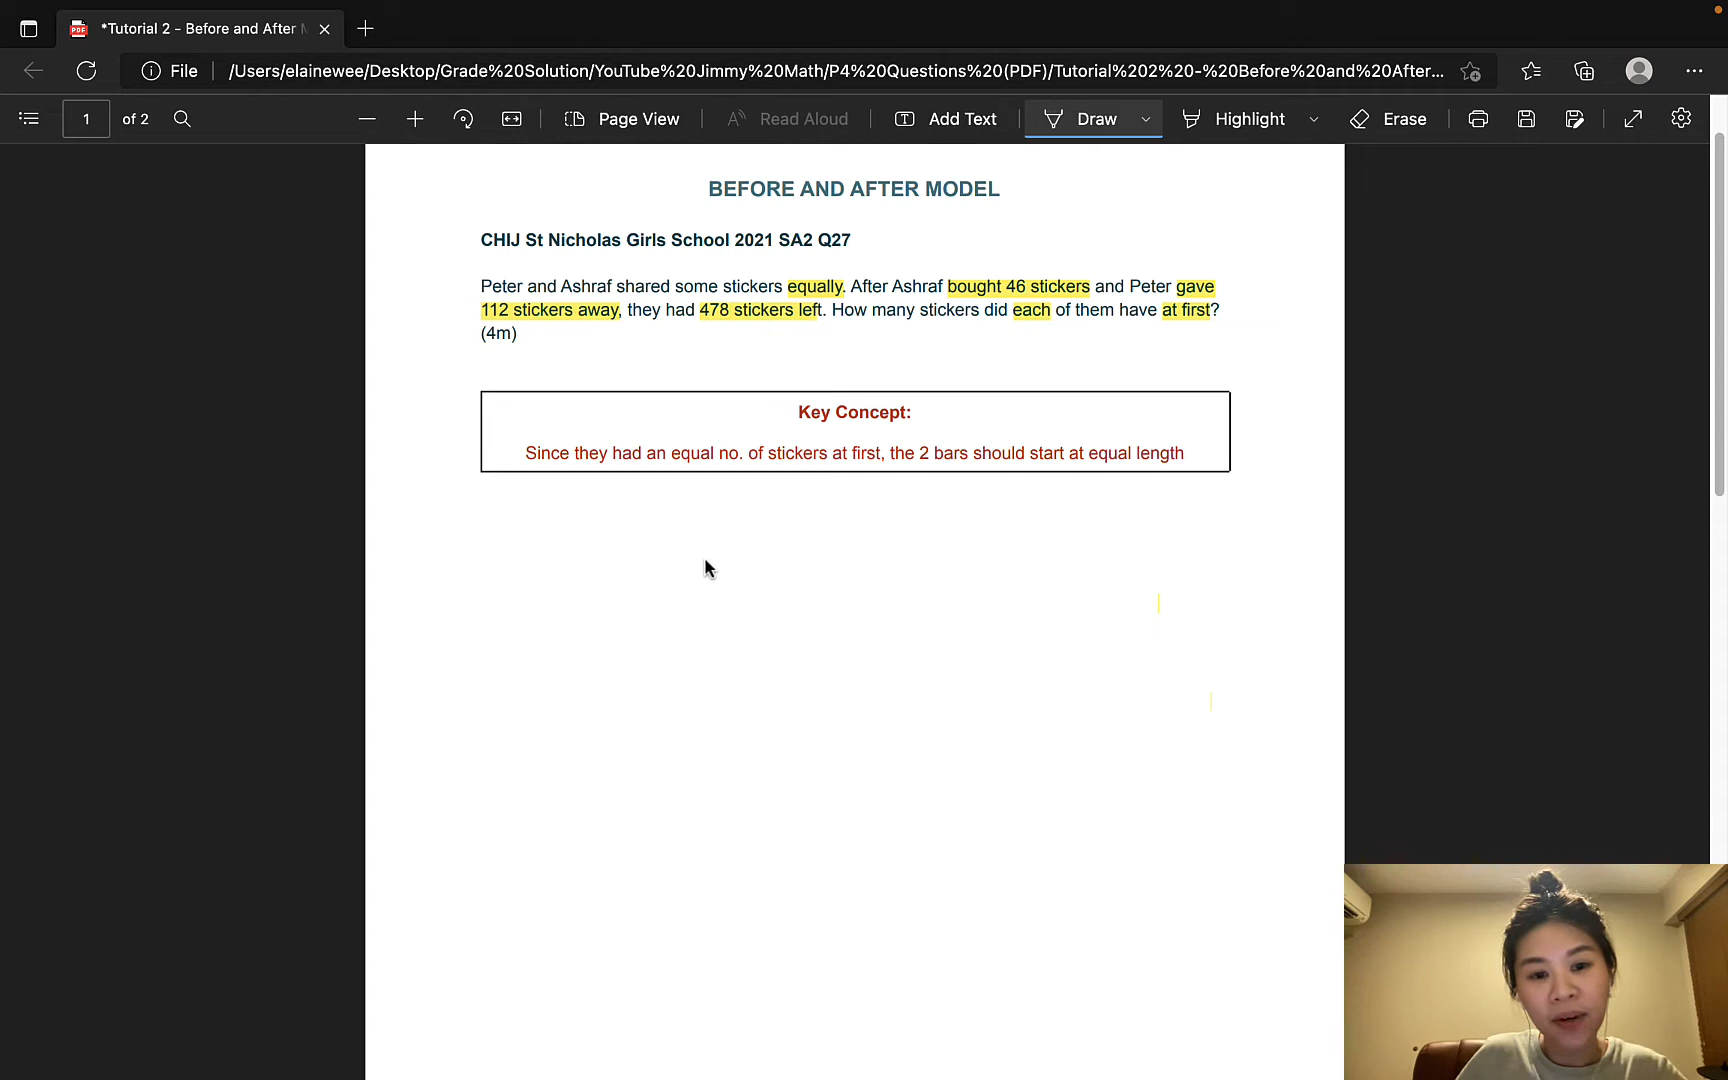 *Tutorial 2 - Before and After
File
/Users/elainewee/Desktop/Grade%20Solution/YouTube%20Jimmy%20Math/P4%20Questions%20(PDF)/Tutorial%202%20-%20Before%20and%20After...
1 of 2
Page View
Read Aloud
Add Text
Draw
Highlight
Erase
BEFORE AND AFTER MODEL
CHIJ St Nicholas Girls School 2021 SA2 Q27
Peter and Ashraf shared some stickers equally. After Ashraf bought 46 stickers and Peter gave
112 stickers away, they had 478 stickers left. How many stickers did each of them have at first?
(4m)
Key Concept:
Since they had an equal no. of stickers at first, the 2 bars should start at equal length